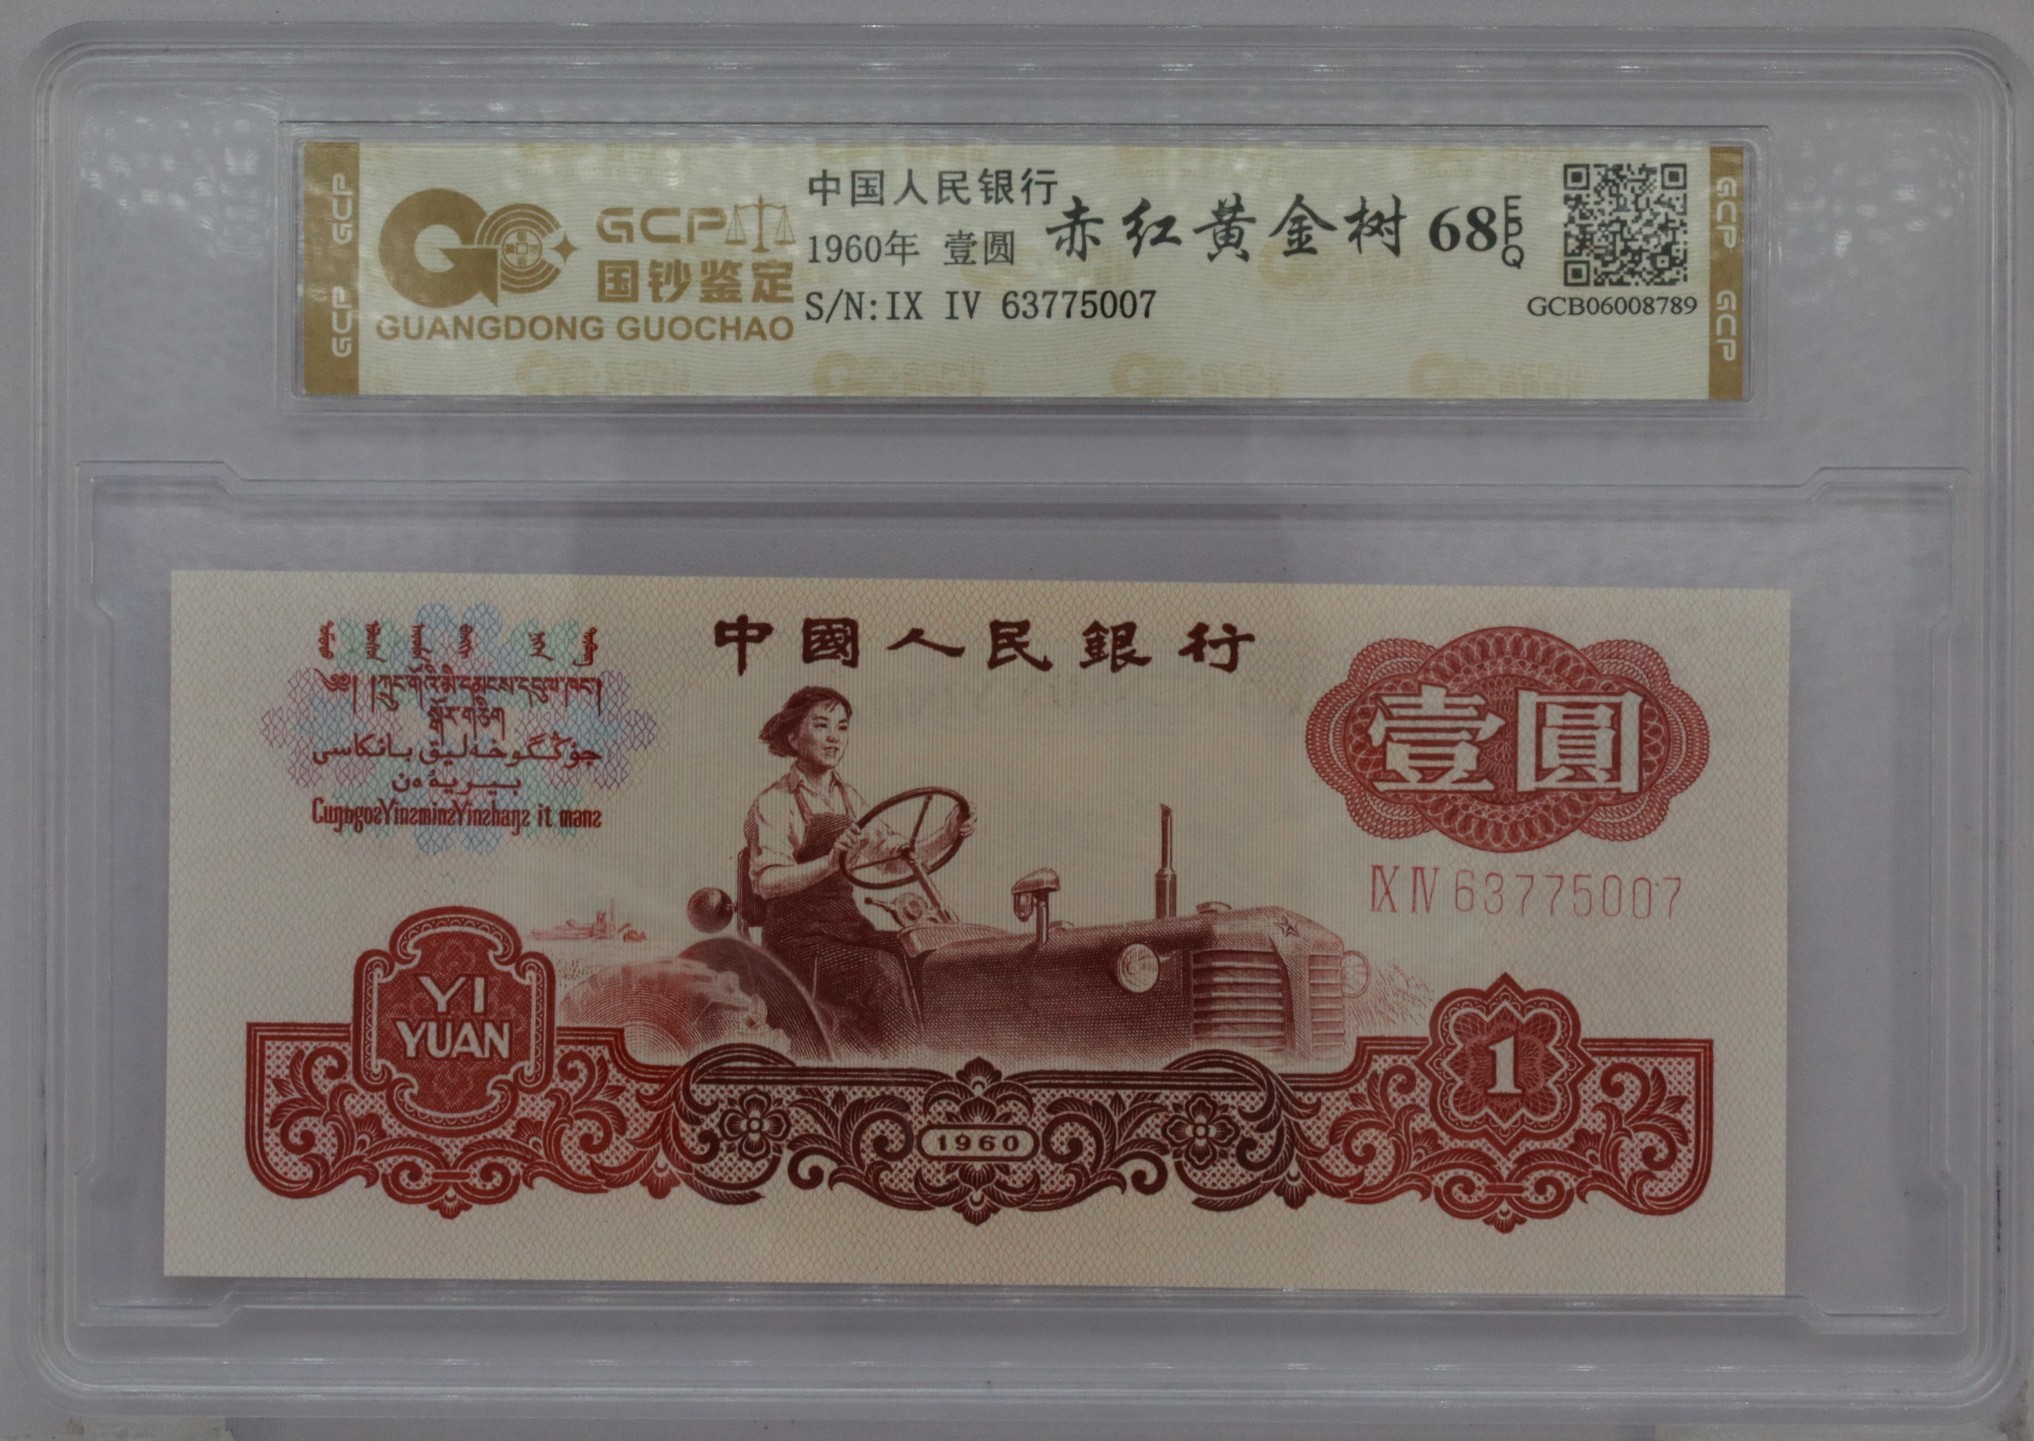 GCP
GCP
GCP
国钞鉴定
GUANGDONG GUOCHAO
中国人民银行
1960年 壹圆
S/N:IX IV 63775007
赤红黄金树 68 EPQ
GCB06008789
GCP
GCP
中國人民銀行
壹圓
IX IV 63775007
YI
YUAN
1960
1